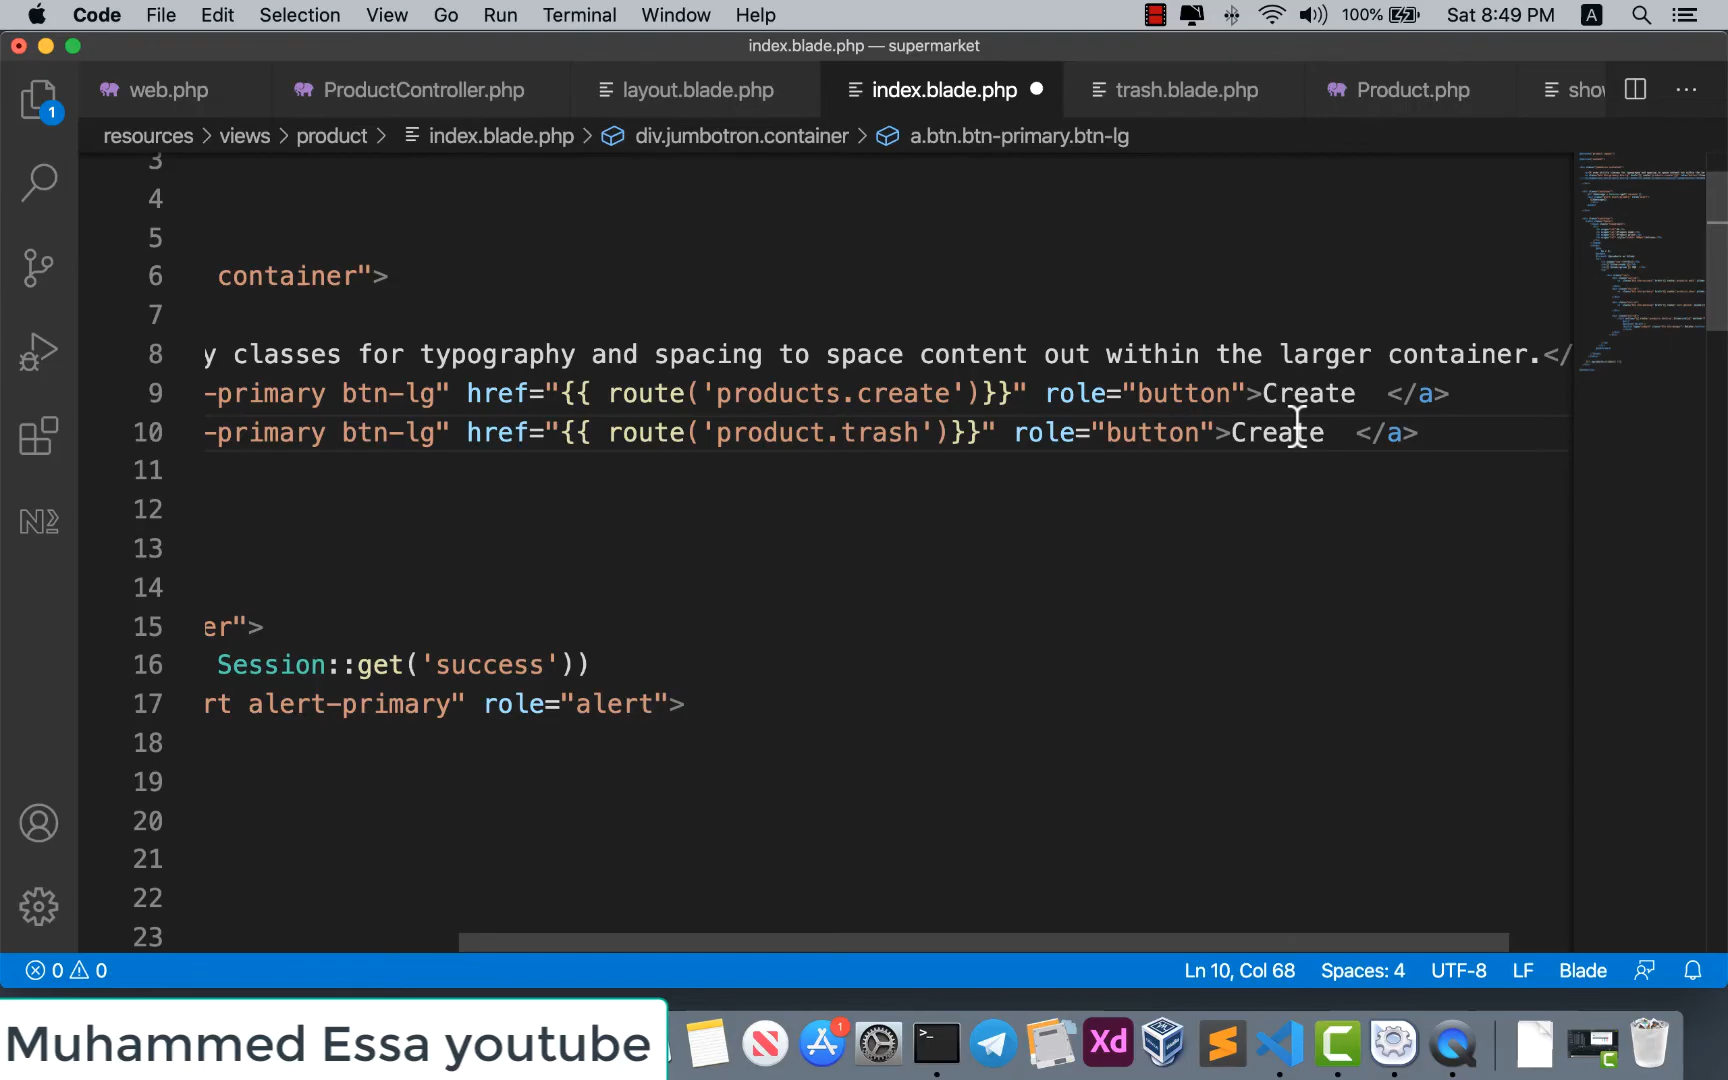 Code File Edit Selection View Go Run Terminal Window Help 100% Sat 8:49 PM A
index.blade.php — supermarket
web.php ProductController.php layout.blade.php index.blade.php trash.blade.php Product.php show
1
resources > views > product > index.blade.php > div.jumbotron.container > a.btn.btn-primary.btn-lg
3
4
5
6 container">
7
8 y classes for typography and spacing to space content out within the larger container.</
9 -primary btn-lg" href="{{ route('products.create')}}" role="button">Create </a>
10 -primary btn-lg" href="{{ route('product.trash')}}" role="button">Create </a>
11
12
13
14
15 er">
16 Session::get('success'))
17 rt alert-primary" role="alert">
18
19
20
21
22
23
0 0 Ln 10, Col 68 Spaces: 4 UTF-8 LF Blade
Muhammed Essa youtube
1
Xd